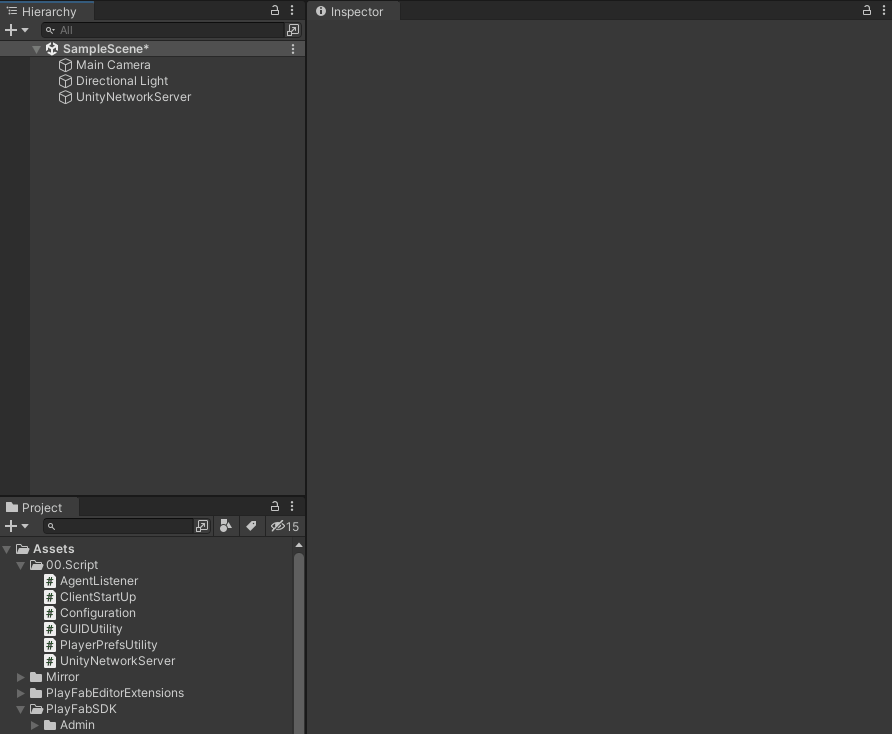 Hierarchy
All
SampleScene*
Main Camera
Directional Light
UnityNetworkServer
Inspector
Project
15
Assets
00.Script
# AgentListener
# ClientStartUp
# Configuration
# GUIDUtility
# PlayerPrefsUtility
# UnityNetworkServer
Mirror
PlayFabEditorExtensions
PlayFabSDK
Admin